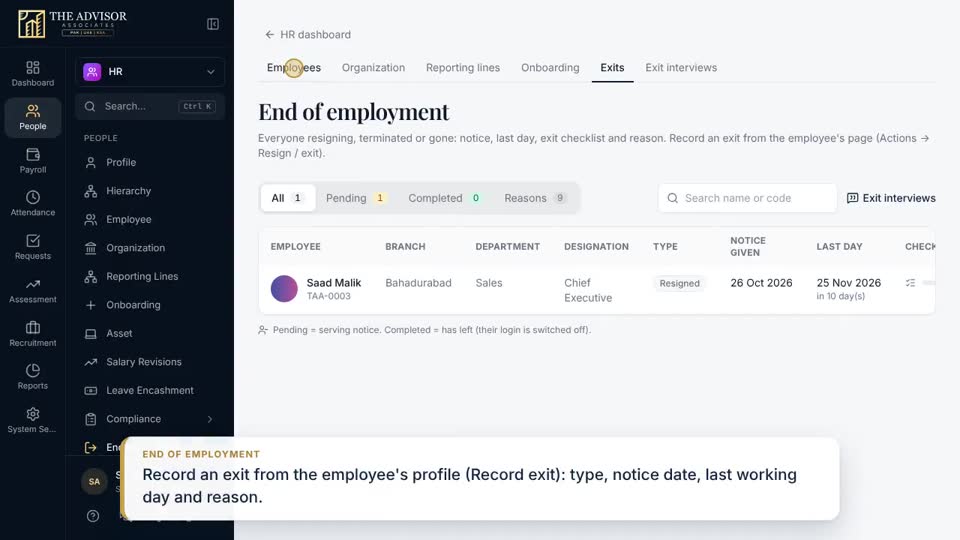 THE ADVISOR
ASSOCIATES
PAK | UAE | KSA
Dashboard
People
Payroll
Attendance
Requests
Assessment
Recruitment
Reports
System Se...
HR
Search...
Ctrl K
PEOPLE
Profile
Hierarchy
Employee
Organization
Reporting Lines
Onboarding
Asset
Salary Revisions
Leave Encashment
Compliance
SA
HR dashboard
Employees
Organization
Reporting lines
Onboarding
Exits
Exit interviews
End of employment
Everyone resigning, terminated or gone: notice, last day, exit checklist and reason. Record an exit from the employee's page (Actions →
Resign / exit).
All 1
Pending 1
Completed 0
Reasons 9
Search name or code
Exit interviews
EMPLOYEE
BRANCH
DEPARTMENT
DESIGNATION
TYPE
NOTICE
GIVEN
LAST DAY
CHECK
Saad Malik
TAA-0003
Bahadurabad
Sales
Chief
Executive
Resigned
26 Oct 2026
25 Nov 2026
in 10 day(s)
Pending = serving notice. Completed = has left (their login is switched off).
END OF EMPLOYMENT
Record an exit from the employee's profile (Record exit): type, notice date, last working
day and reason.